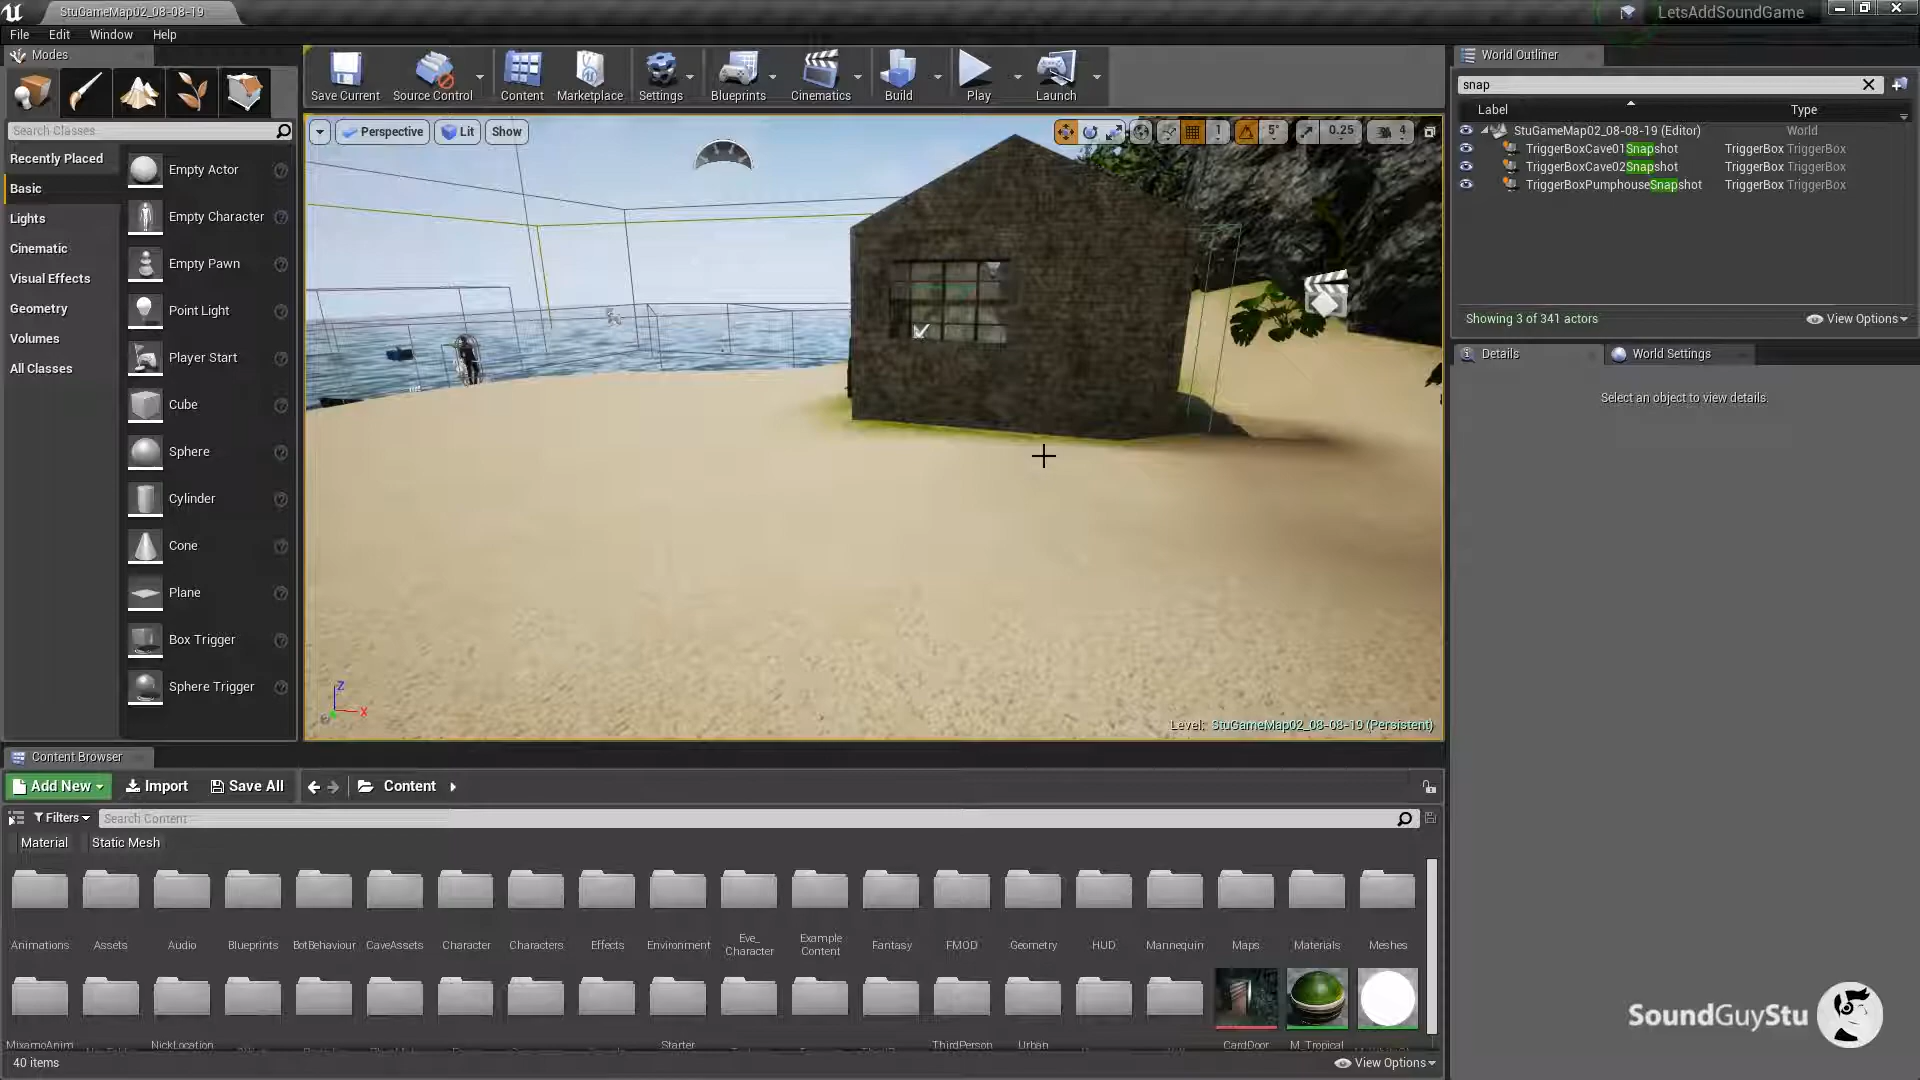 StuGameMap02_08-08-19
LetsAddSoundGame
File Edit Window Help
Modes
Save Current
Source Control
Content
Marketplace
Settings
Blueprints
Cinematics
Build
Play
Launch
World Outliner
snap
Label Type
StuGameMap02_08-08-19 (Editor) World
TriggerBoxCave01Snapshot TriggerBox TriggerBox
TriggerBoxCave02Snapshot TriggerBox TriggerBox
TriggerBoxPumphouseSnapshot TriggerBox TriggerBox
Showing 3 of 341 actors
View Options
Details
World Settings
Select an object to view details.
Search Classes
Recently Placed
Basic
Lights
Cinematic
Visual Effects
Geometry
Volumes
All Classes
Empty Actor
Empty Character
Empty Pawn
Point Light
Player Start
Cube
Sphere
Cylinder
Cone
Plane
Box Trigger
Sphere Trigger
Perspective
Lit
Show
1
5°
0.25
4
Z
X
Level: StuGameMap02_08-08-19 (Persistent)
Content Browser
Add New
Import
Save All
Content
Filters
Search Content
Material
Static Mesh
Animations
Assets
Audio
Blueprints
BotBehaviour
CaveAssets
Character
Characters
Effects
Environment
Eve_
Character
Example
Content
Fantasy
FMOD
Geometry
HUD
Mannequin
Maps
Materials
Meshes
MixamoAnim
NickLocation
Starter
ThirdPerson
Urban
CardDoor
M_Tropical
40 items
View Options
SoundGuyStu